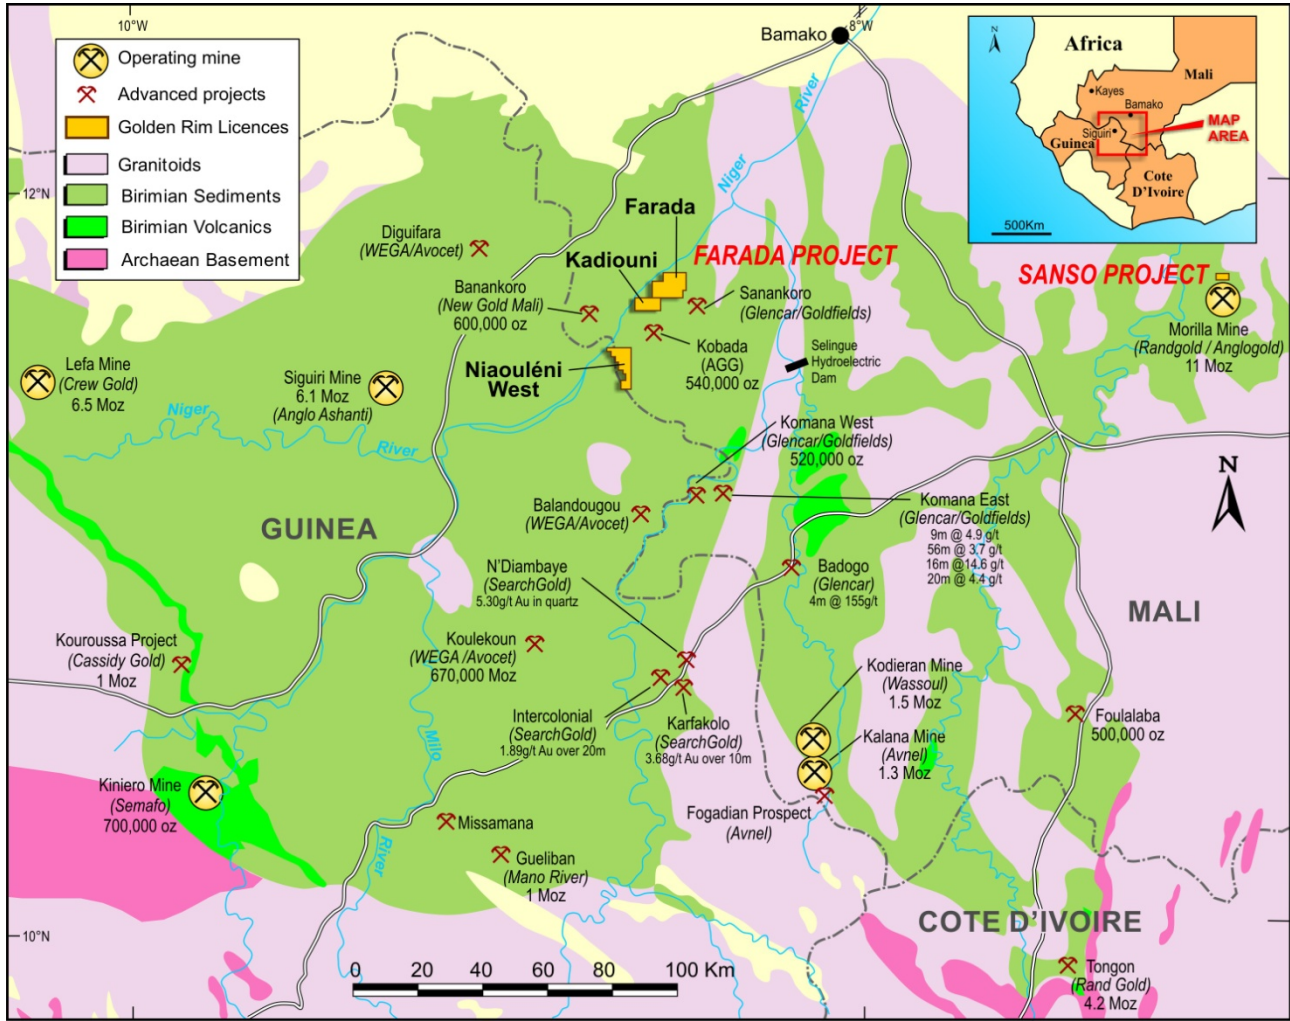 10°W
8°W
Bamako
Operating mine
Advanced projects
Golden Rim Licences
Granitoids
Birimian Sediments
Birimian Volcanics
Archaean Basement
N
Africa
Mali
Kayes
Bamako
Siguiri
Guinea
MAP
AREA
Cote
D'Ivoire
500Km
12°N
River
Niger
Farada
FARADA PROJECT
Kadiouni
SANSO PROJECT
Diguifara
(WEGA/Avocet)
Banankoro
(New Gold Mali)
600,000 oz
Sanankoro
(Glencar/Goldfields)
Kobada
(AGG)
540,000 oz
Selingue
Hydroelectric
Dam
Morilla Mine
(Randgold / Anglogold)
11 Moz
Lefa Mine
(Crew Gold)
6.5 Moz
Siguiri Mine
6.1 Moz
(Anglo Ashanti)
Niaouléni
West
Niger
River
Komana West
(Glencar/Goldfields)
520,000 oz
N
Balandougou
(WEGA/Avocet)
Komana East
(Glencar/Goldfields)
9m @ 4.9 g/t
56m @ 3.7 g/t
16m @14.6 g/t
20m @ 4.4 g/t
GUINEA
N'Diambaye
(SearchGold)
5.30g/t Au in quartz
Badogo
(Glencar)
4m @ 155g/t
MALI
Kouroussa Project
(Cassidy Gold)
1 Moz
Koulekoun
(WEGA /Avocet)
670,000 Moz
Kodieran Mine
(Wassoul)
1.5 Moz
Intercolonial
(SearchGold)
1.89g/t Au over 20m
Karfakolo
(SearchGold)
3.68g/t Au over 10m
Kalana Mine
(Avnel)
1.3 Moz
Foulalaba
500,000 oz
Milo
River
Kiniero Mine
(Semafo)
700,000 oz
Fogadian Prospect
(Avnel)
Missamana
Gueliban
(Mano River)
1 Moz
COTE D'IVOIRE
10°N
Tongon
(Rand Gold)
4.2 Moz
0 20 40 60 80 100 Km